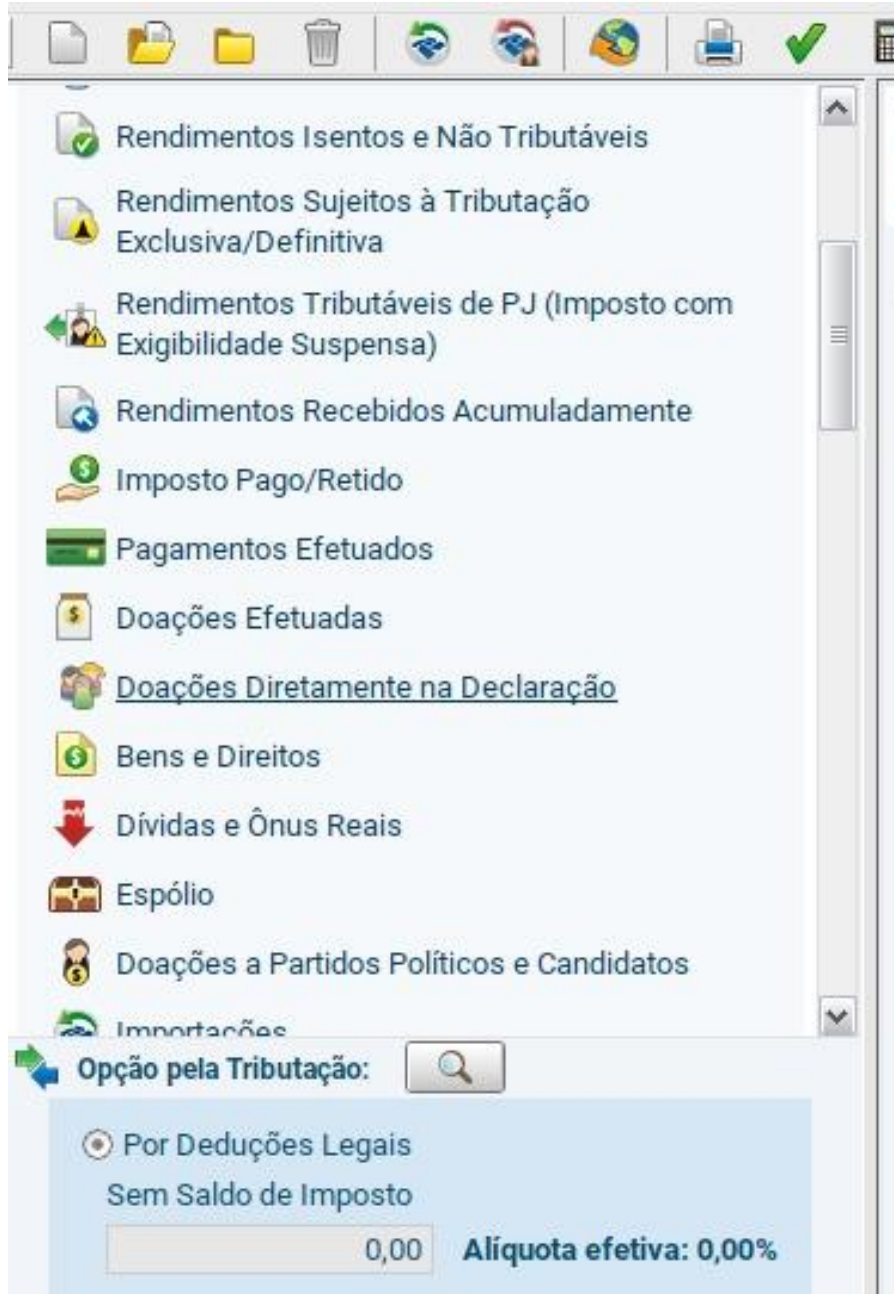 Rendimentos Isentos e Não Tributáveis
Rendimentos Sujeitos à Tributação
Exclusiva/Definitiva
Rendimentos Tributáveis de PJ (Imposto com
Exigibilidade Suspensa)
Rendimentos Recebidos Acumuladamente
Imposto Pago/Retido
Pagamentos Efetuados
Doações Efetuadas
Doações Diretamente na Declaração
Bens e Direitos
Dívidas e Ônus Reais
Espólio
Doações a Partidos Políticos e Candidatos
Importações
Opção pela Tributação:
Por Deduções Legais
Sem Saldo de Imposto
0,00 Alíquota efetiva: 0,00%